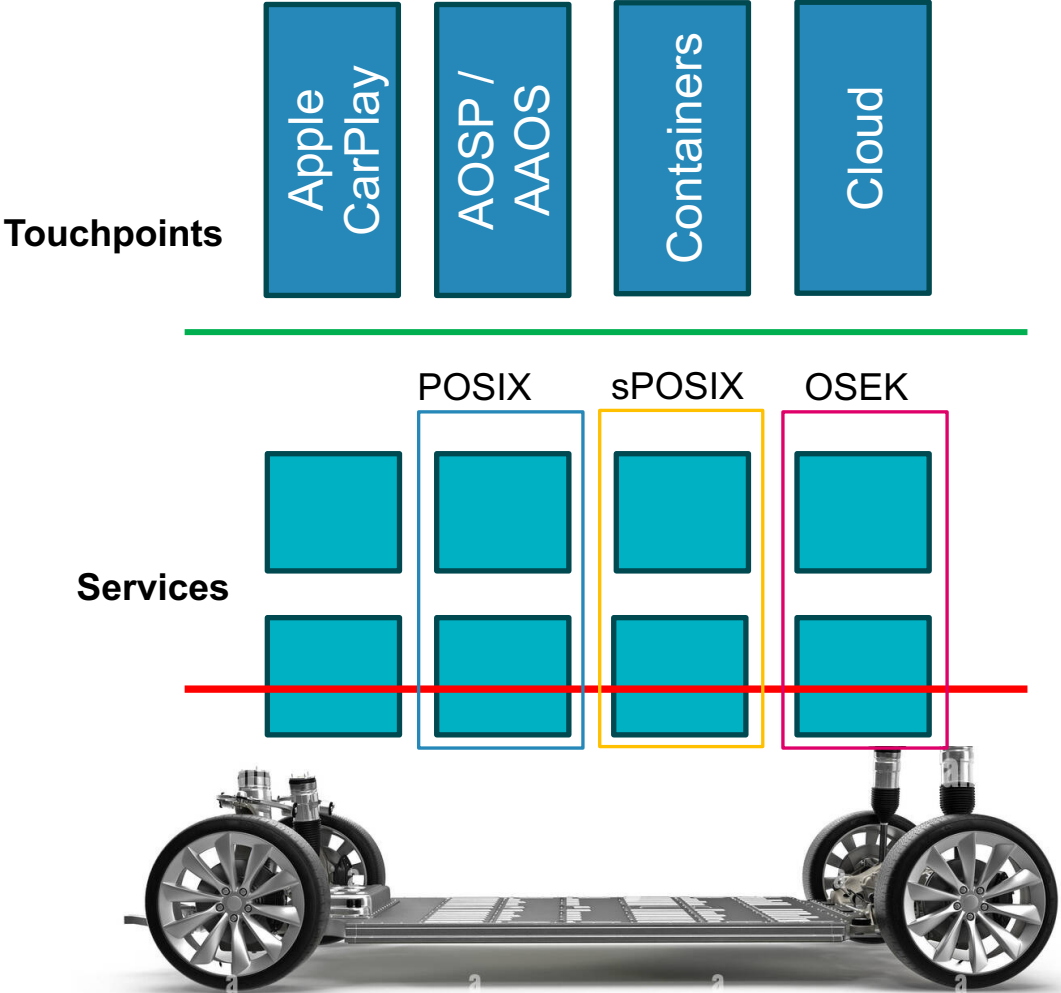 Apple
CarPlay
AOSP /
AAOS
Containers
Cloud
Touchpoints
POSIX
sPOSIX
OSEK
Services
a
a
a
a